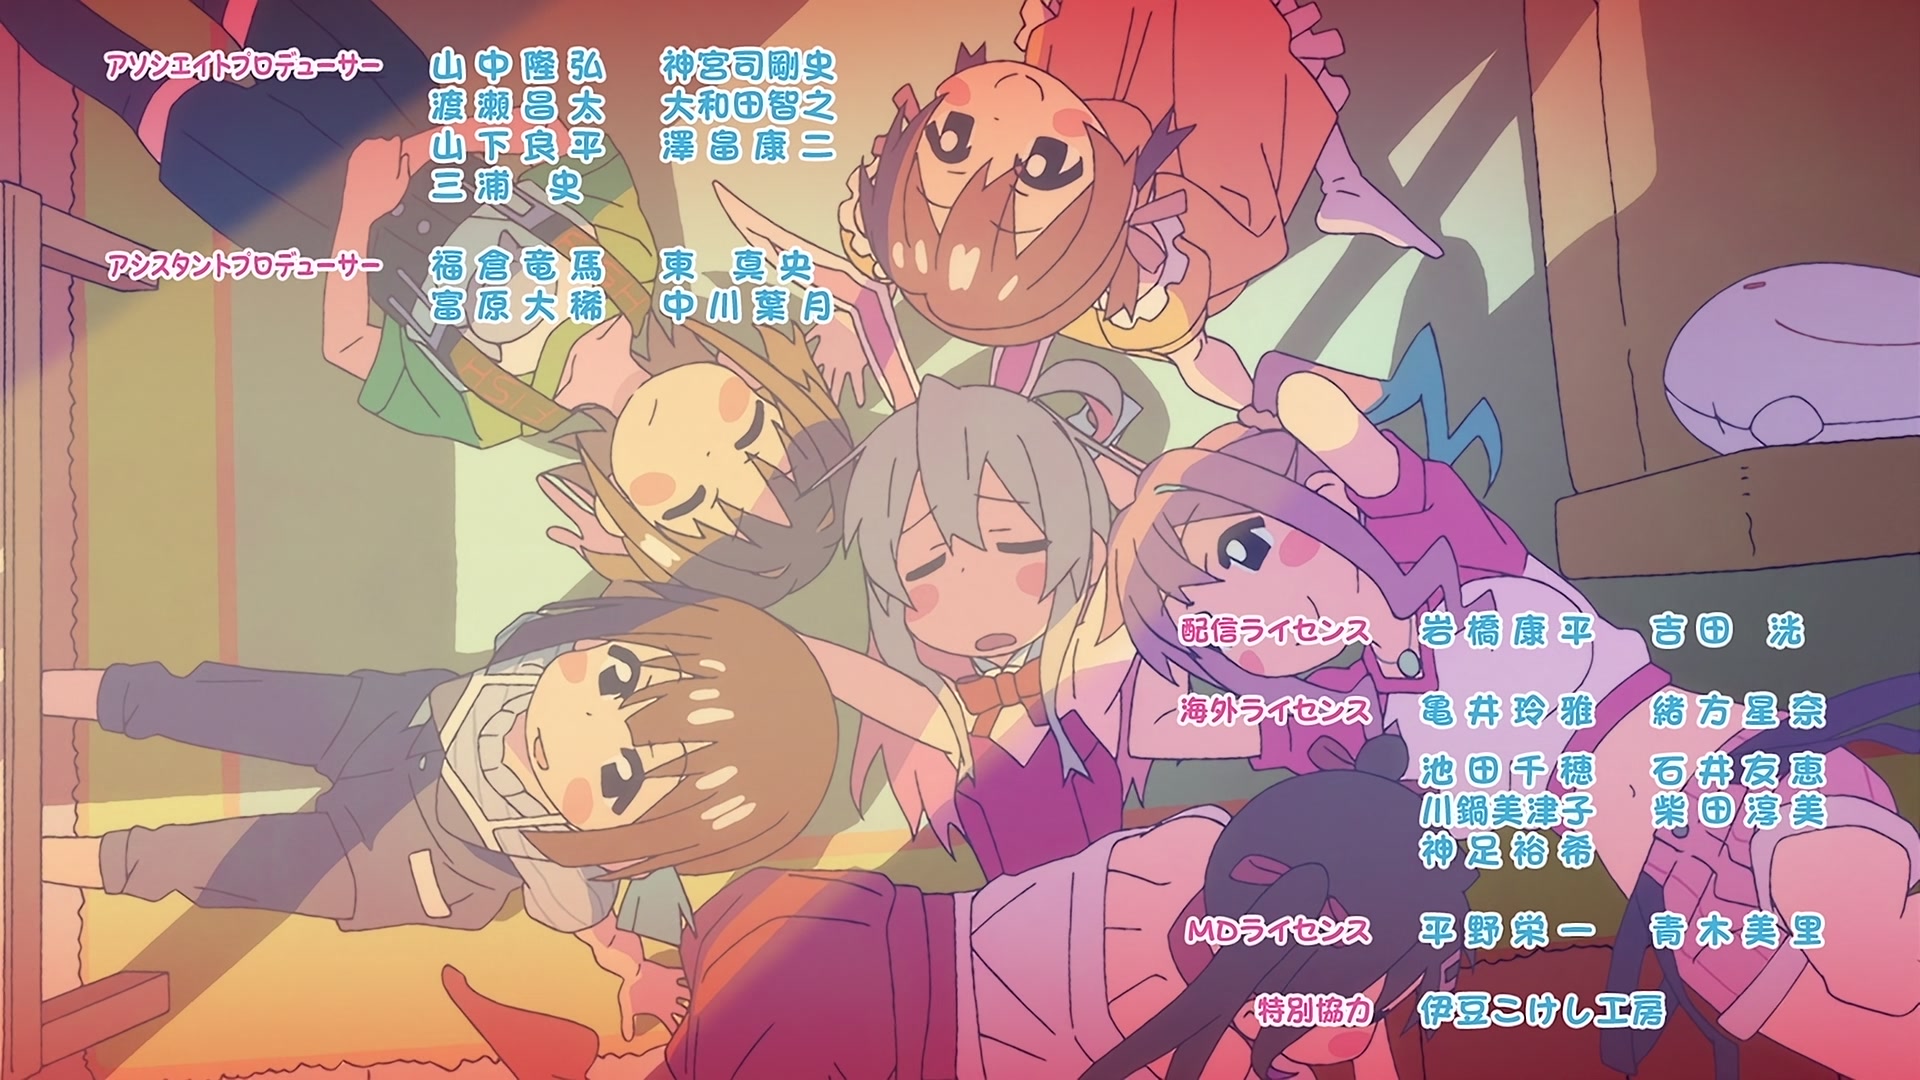 アソシエイトプロデューサー 山中隆弘 神宮司剛史
渡瀬昌太 大和田智之
山下良平 澤畠康二
三浦 史
アシスタントプロデューサー 福倉竜馬 東 真央
富原大稀 中川葉月
FISH
配信ライセンス 岩橋康平 吉田 洸
海外ライセンス 亀井玲雅 緒方星奈
池田千穂 石井友恵
川鍋美津子 柴田淳美
神足裕希
MDライセンス 平野栄一 青木美里
特別協力 伊豆こけし工房